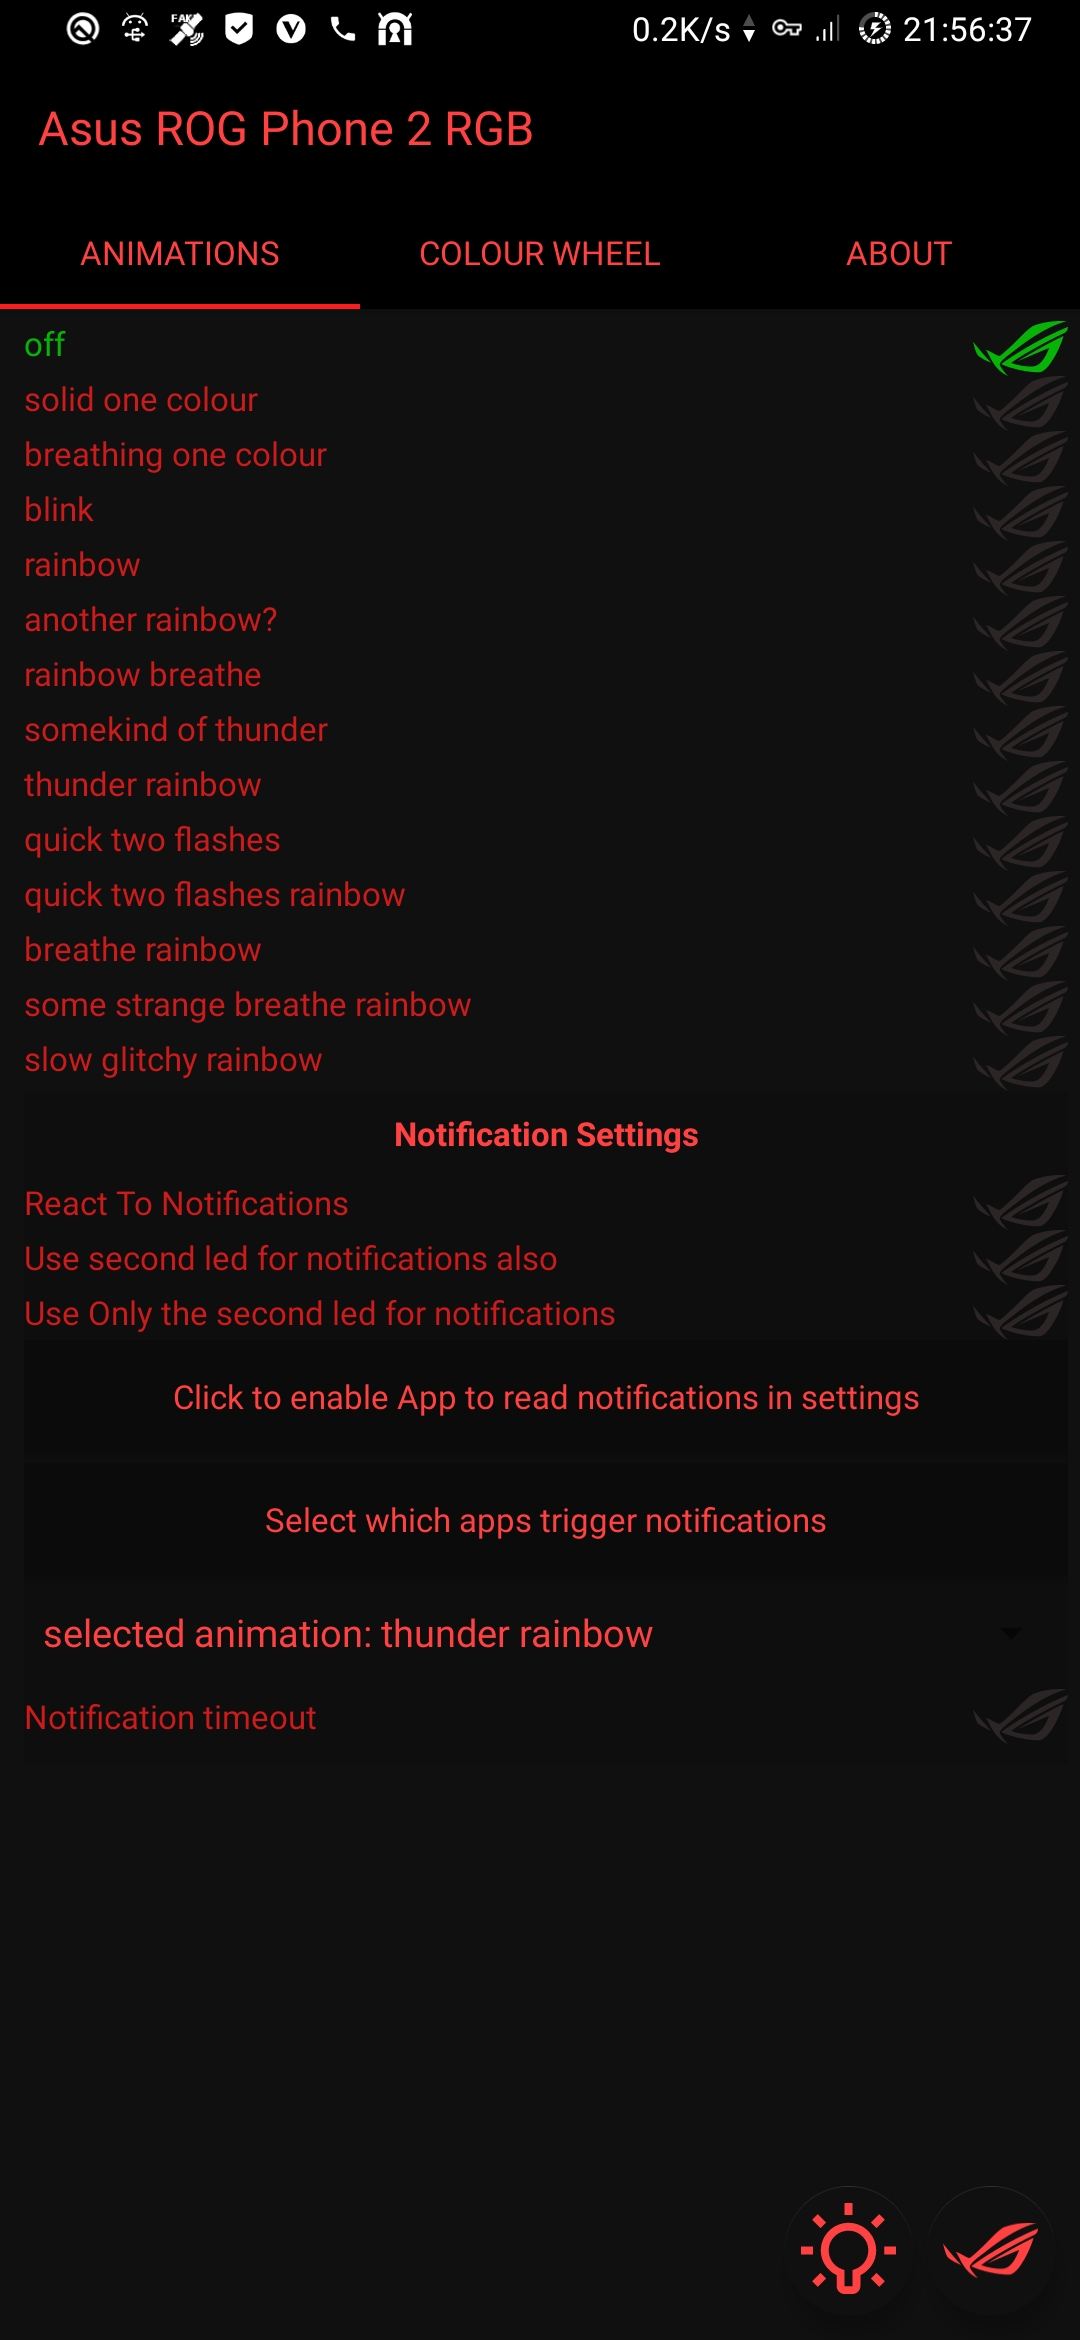 FAKE
0.2K/s
21:56:37
Asus ROG Phone 2 RGB
ANIMATIONS
COLOUR WHEEL
ABOUT
off
solid one colour
breathing one colour
blink
rainbow
another rainbow?
rainbow breathe
somekind of thunder
thunder rainbow
quick two flashes
quick two flashes rainbow
breathe rainbow
some strange breathe rainbow
slow glitchy rainbow
Notification Settings
React To Notifications
Use second led for notifications also
Use Only the second led for notifications
Click to enable App to read notifications in settings
Select which apps trigger notifications
selected animation: thunder rainbow
Notification timeout